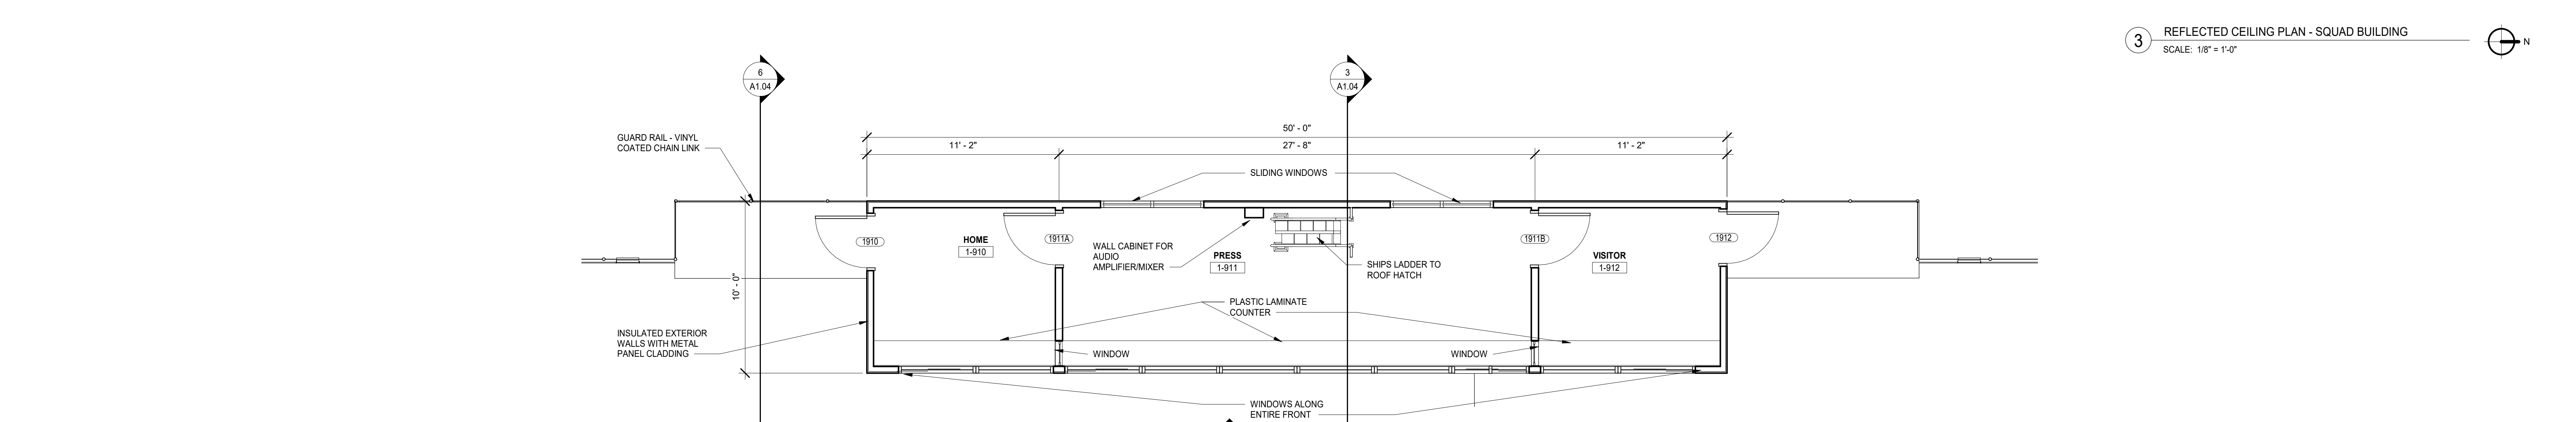 3
REFLECTED CEILING PLAN - SQUAD BUILDING
SCALE: 1/8" = 1'-0"
N
6
A1.04
3
A1.04
50' - 0"
11' - 2"
27' - 8"
11' - 2"
GUARD RAIL - VINYL
COATED CHAIN LINK
SLIDING WINDOWS
1910
HOME
1-910
1911A
WALL CABINET FOR
AUDIO
AMPLIFIER/MIXER
PRESS
1-911
SHIPS LADDER TO
ROOF HATCH
1911B
VISITOR
1-912
1912
10' - 0"
PLASTIC LAMINATE
COUNTER
INSULATED EXTERIOR
WALLS WITH METAL
PANEL CLADDING
WINDOW
WINDOW
WINDOWS ALONG
ENTIRE FRONT